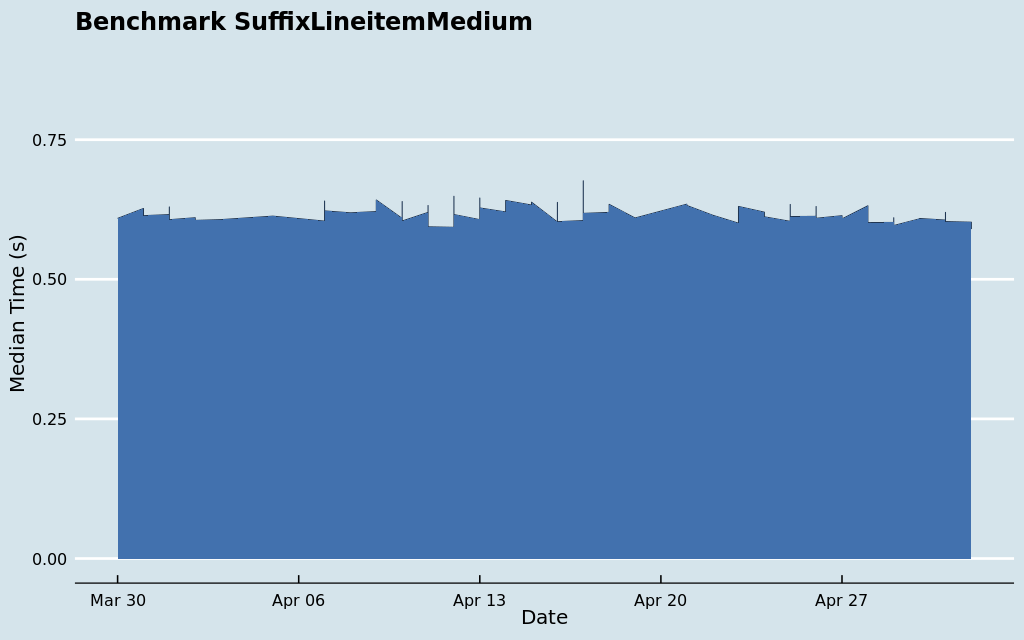 Benchmark SuffixLineitemMedium
0.75
0.50
0.25
0.00
Median Time (s)
Mar 30
Apr 06
Apr 13
Apr 20
Apr 27
Date